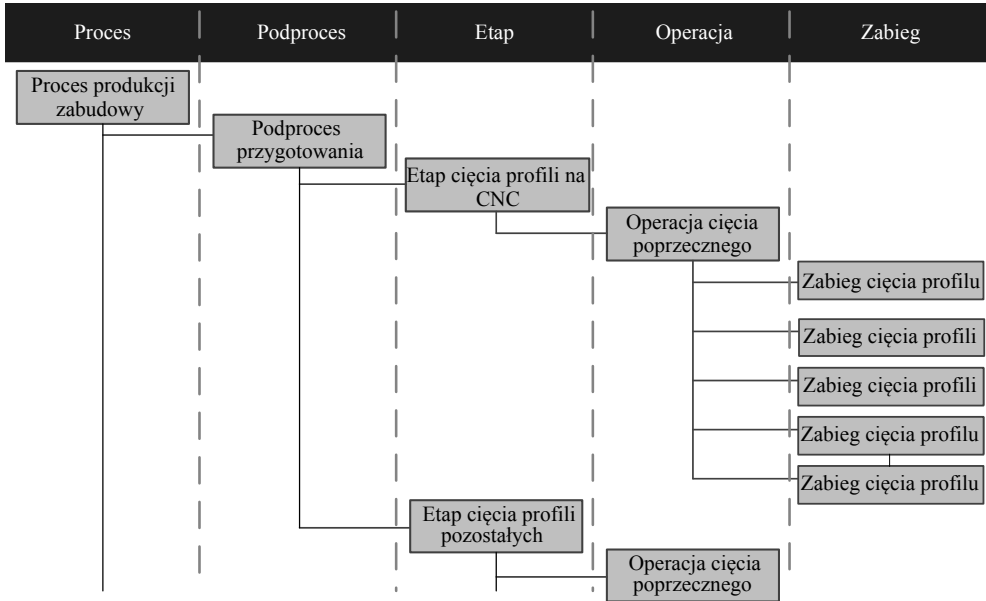 Proces Podproces Etap Operacja Zabieg
Proces produkcji
zabudowy
Podproces
przygotowania
Etap cięcia profili na
CNC
Operacja cięcia
poprzecznego
Zabieg cięcia profilu
Zabieg cięcia profili
Zabieg cięcia profili
Zabieg cięcia profilu
Zabieg cięcia profilu
Etap cięcia profili
pozostałych
Operacja cięcia
poprzecznego